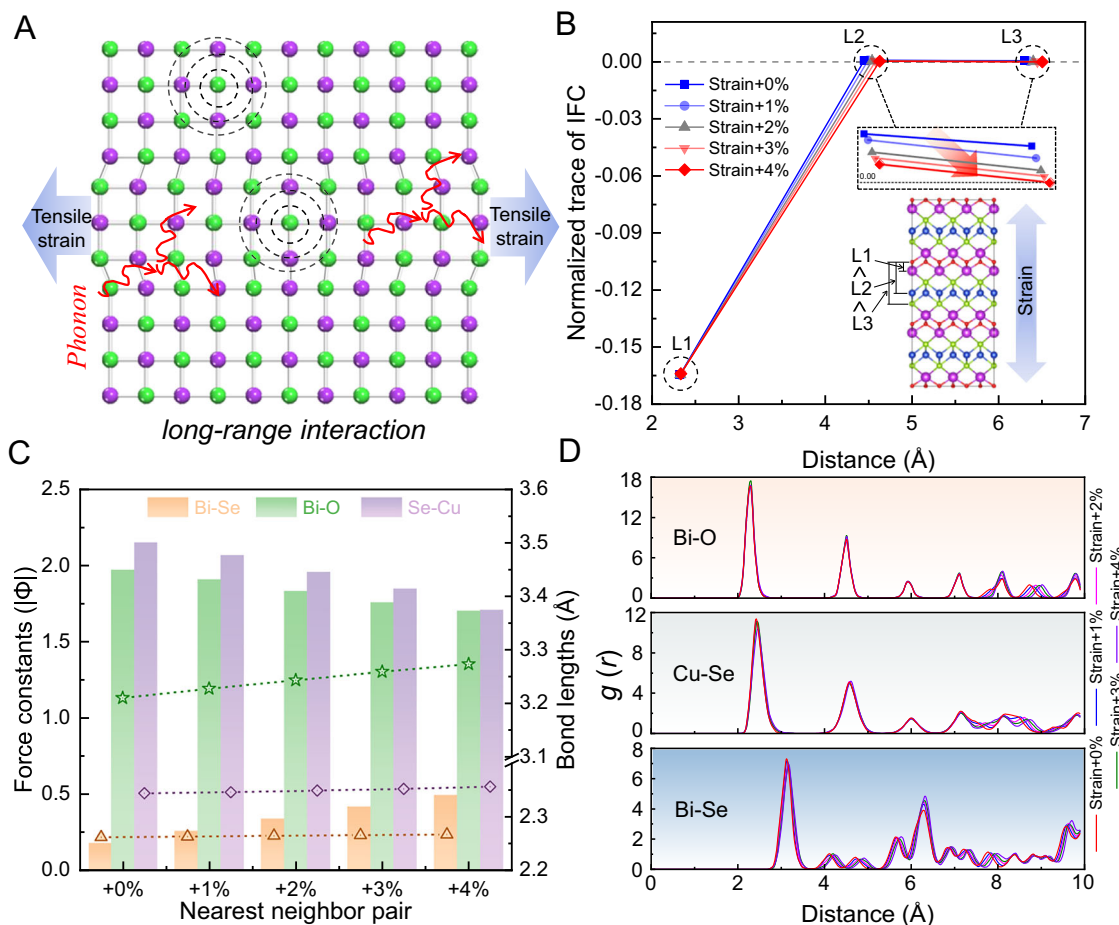 A
Tensile
strain
Tensile
strain
Phonon
long-range interaction
B
Normalized trace of IFC
0.00
-0.03
-0.06
-0.09
-0.12
-0.15
-0.18
L1
L2
L3
Strain+0%
Strain+1%
Strain+2%
Strain+3%
Strain+4%
0.00
L1
^
L2
^
L3
Strain
2 3 4 5 6 7
Distance (Å)
C
Force constants (|Φ|)
2.5
2.0
1.5
1.0
0.5
0.0
Bi-Se Bi-O Se-Cu
3.6
3.5
3.4
3.3
3.2
3.1
2.3
2.26
2.2
Bond lengths (Å)
+0% +1% +2% +3% +4%
Nearest neighbor pair
D
g (r)
18
12
6
0
Bi-O
12
8
4
0
Cu-Se
8
6
4
2
0
Bi-Se
0 2 4 6 8 10
Distance (Å)
Strain+0%
Strain+1%
Strain+2%
Strain+3%
Strain+4%